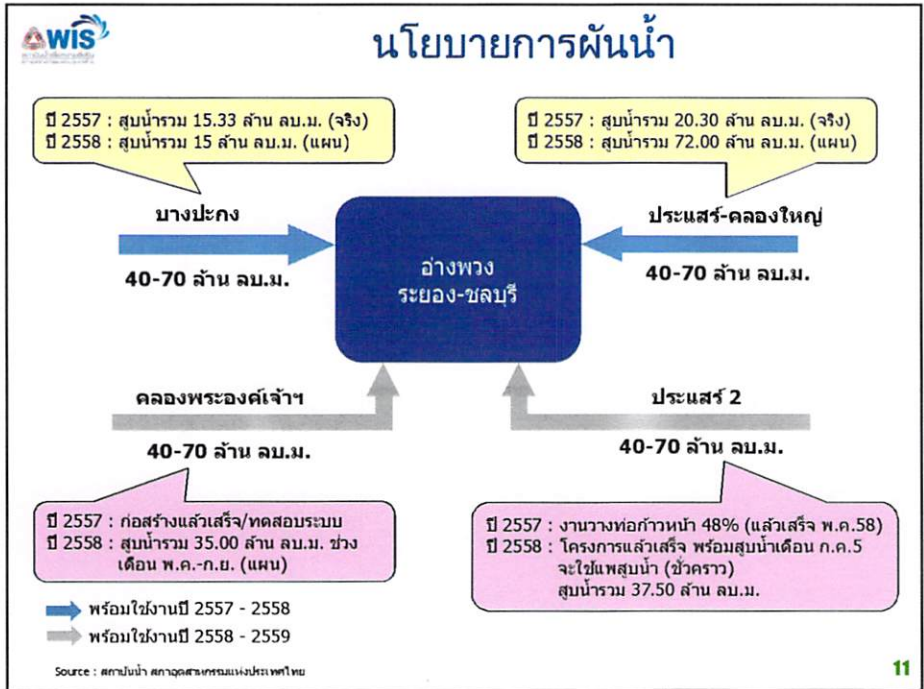 WIS
นโยบายการผันน้ำ
ปี 2557 : สูบน้ำรวม 15.33 ล้าน ลบ.ม. (จริง)
ปี 2558 : สูบน้ำรวม 15 ล้าน ลบ.ม. (แผน)
ปี 2557 : สูบน้ำรวม 20.30 ล้าน ลบ.ม. (จริง)
ปี 2558 : สูบน้ำรวม 72.00 ล้าน ลบ.ม. (แผน)
บางปะกง
40-70 ล้าน ลบ.ม.
อ่างพวง
ระยอง-ชลบุรี
ประแสร์-คลองใหญ่
40-70 ล้าน ลบ.ม.
คลองพระองค์เจ้าฯ
40-70 ล้าน ลบ.ม.
ประแสร์ 2
40-70 ล้าน ลบ.ม.
ปี 2557 : ก่อสร้างแล้วเสร็จ/ทดสอบระบบ
ปี 2558 : สูบน้ำรวม 35.00 ล้าน ลบ.ม. ช่วง
เดือน พ.ค.-ก.ย. (แผน)
ปี 2557 : งานวางท่อก้าวหน้า 48% (แล้วเสร็จ พ.ค.58)
ปี 2558 : โครงการแล้วเสร็จ พร้อมสูบน้ำเดือน ก.ค.5
จะใช้แพสูบน้ำ (ชั่วคราว)
สูบน้ำรวม 37.50 ล้าน ลบ.ม.
พร้อมใช้งานปี 2557 - 2558
พร้อมใช้งานปี 2558 - 2559
Source : สถาบันน้ำ สภาอุตสาหกรรมแห่งประเทศไทย
11